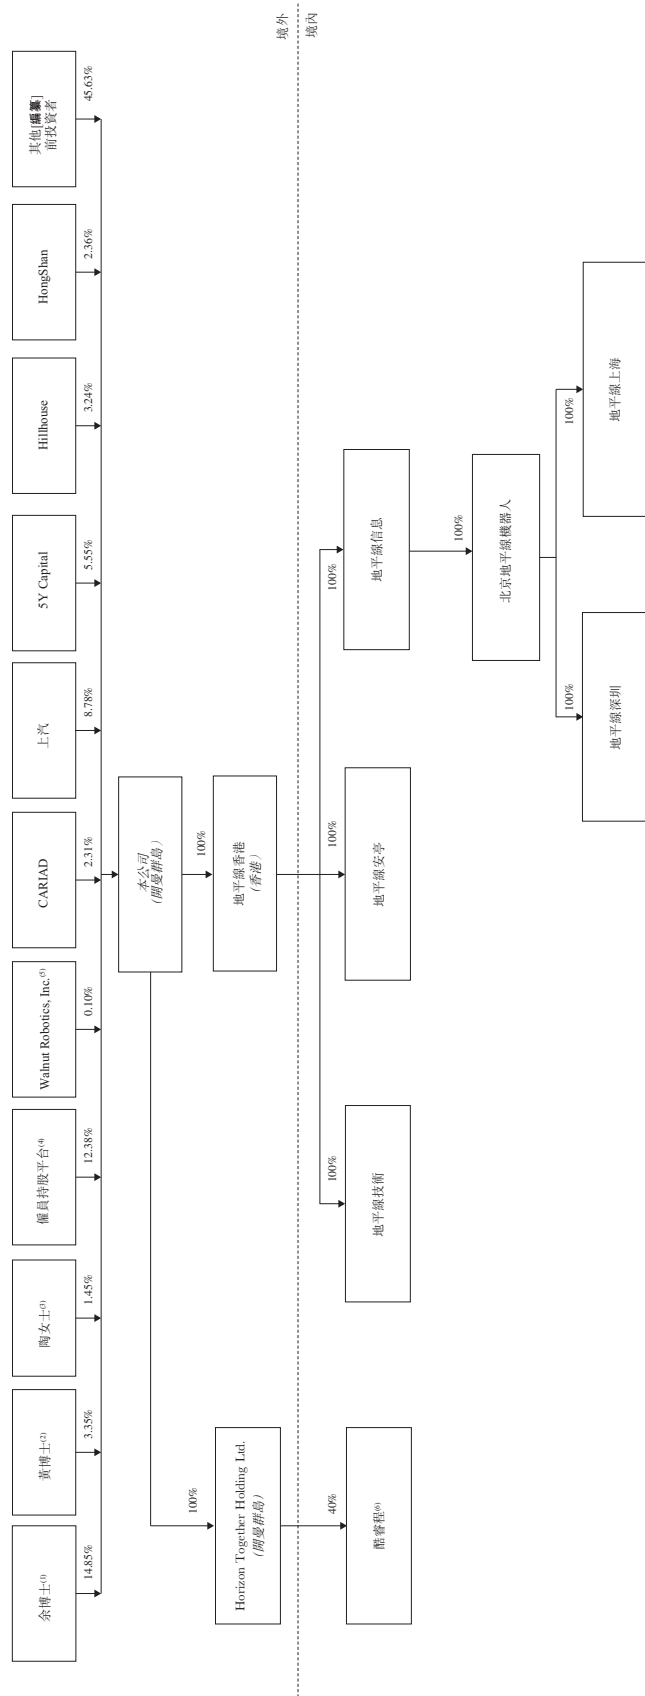 余博士(1)
14.85%
黃博士(2)
3.35%
陶女士(3)
1.45%
僱員持股平台(4)
12.38%
Walnut Robotics, Inc.(5)
0.10%
CARIAD
2.31%
上汽
8.78%
5Y Capital
5.55%
Hillhouse
3.24%
HongShan
2.36%
其他[編纂]
前投資者
45.63%
本公司
(開曼群島)
100%
100%
Horizon Together Holding Ltd.
(開曼群島)
地平線香港
(香港)
境外
境內
40%
100%
100%
100%
酷睿程(6)
地平線技術
地平線安亭
地平線信息
100%
北京地平線機器人
100%
100%
地平線深圳
地平線上海